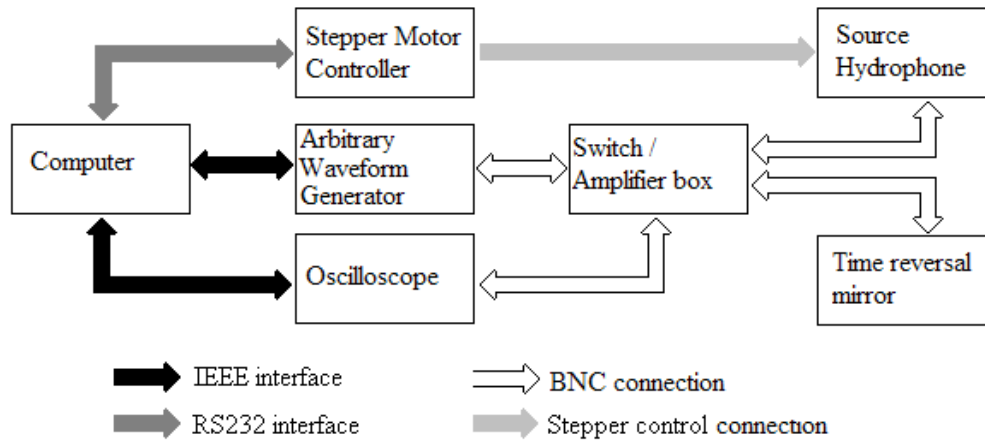 Stepper Motor
Controller
Source
Hydrophone
Computer
Arbitrary
Waveform
Generator
Switch /
Amplifier box
Oscilloscope
Time reversal
mirror
IEEE interface
BNC connection
RS232 interface
Stepper control connection